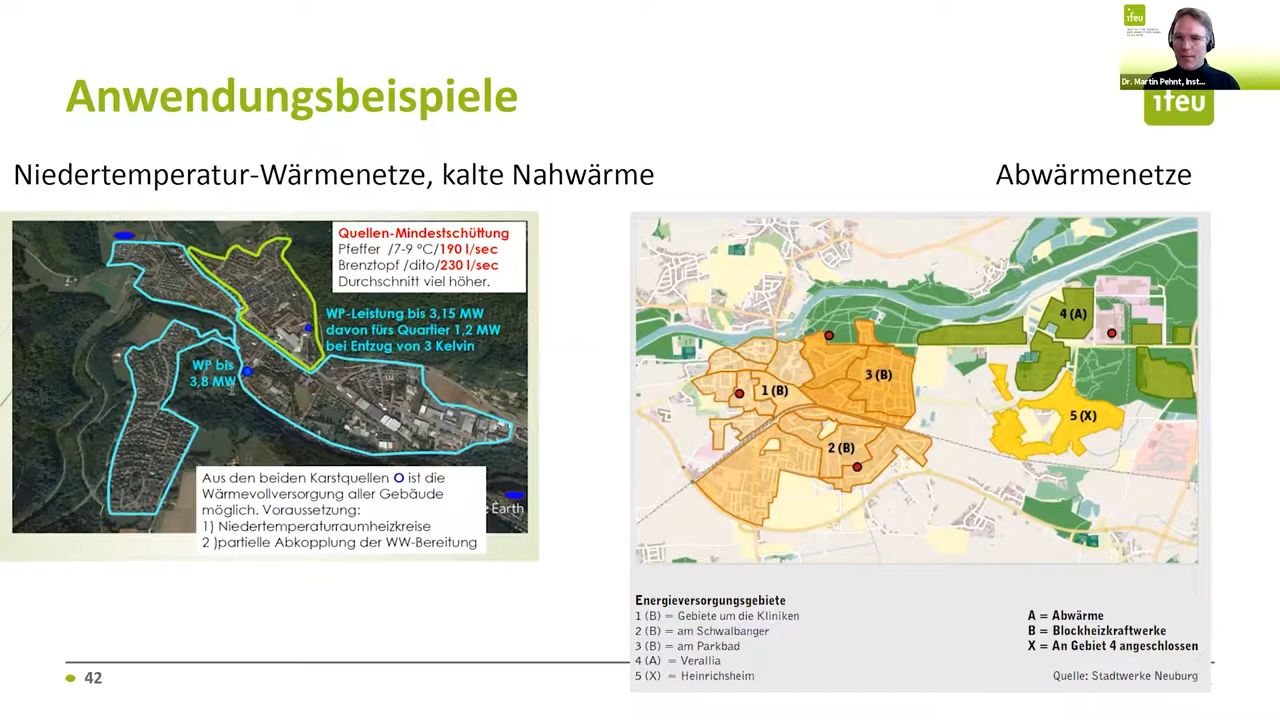 ifeu
Dr. Martin Pehnt, Inst...
ifeu
Anwendungsbeispiele
Niedertemperatur-Wärmenetze, kalte Nahwärme
Abwärmenetze
Quellen-Mindestschüttung
Pfeffer /7-9 °C/190 l/sec
Brenztopf /dito/230 l/sec
Durchschnitt viel höher.
WP-Leistung bis 3,15 MW
davon fürs Quartier 1,2 MW
bei Entzug von 3 Kelvin
WP bis
3,8 MW
Aus den beiden Karstquellen O ist die
Wärmevollversorgung aller Gebäude
möglich. Voraussetzung:
1) Niedertemperaturraumheizkreise
2 )partielle Abkopplung der WW-Bereitung
Earth
4 (A)
3 (B)
1 (B)
5 (X)
2 (B)
Energieversorgungsgebiete
1 (B) = Gebiete um die Kliniken
2 (B) = am Schwalbanger
3 (B) = am Parkbad
4 (A) = Verallia
5 (X) = Heinrichsheim
A = Abwärme
B = Blockheizkraftwerke
X = An Gebiet 4 angeschlossen
Quelle: Stadtwerke Neuburg
42